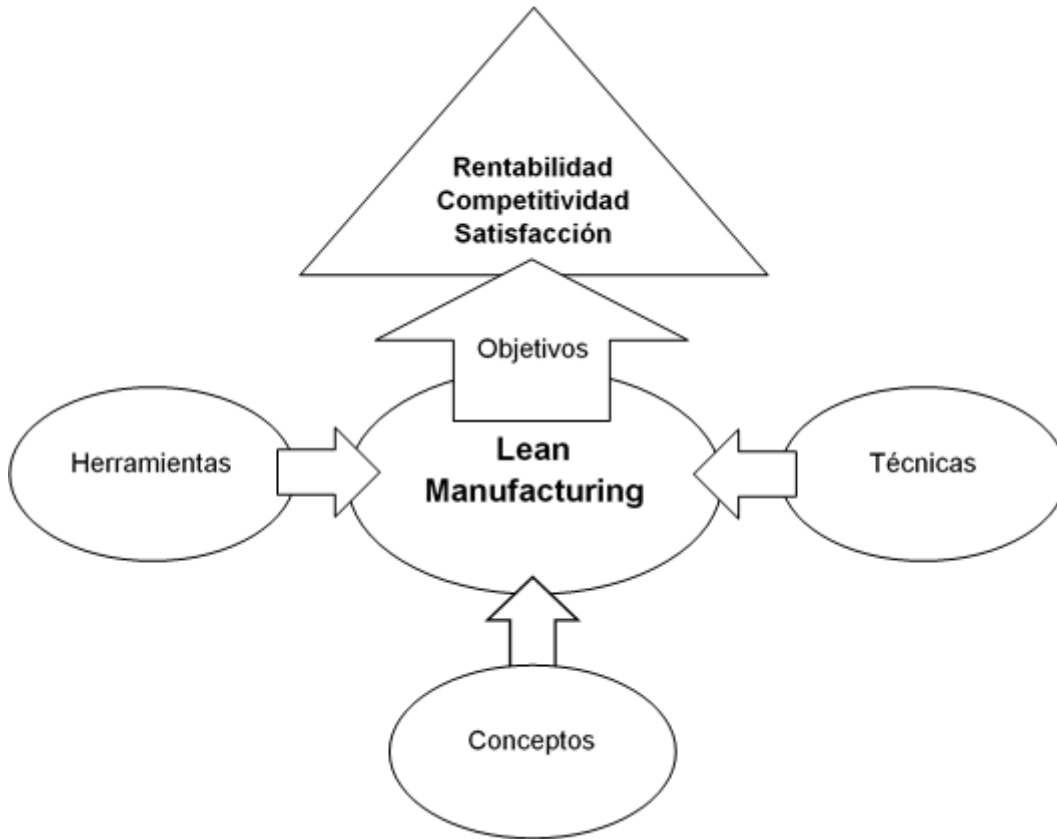 Rentabilidad
Competitividad
Satisfacción
Objetivos
Herramientas
Lean
Manufacturing
Técnicas
Conceptos